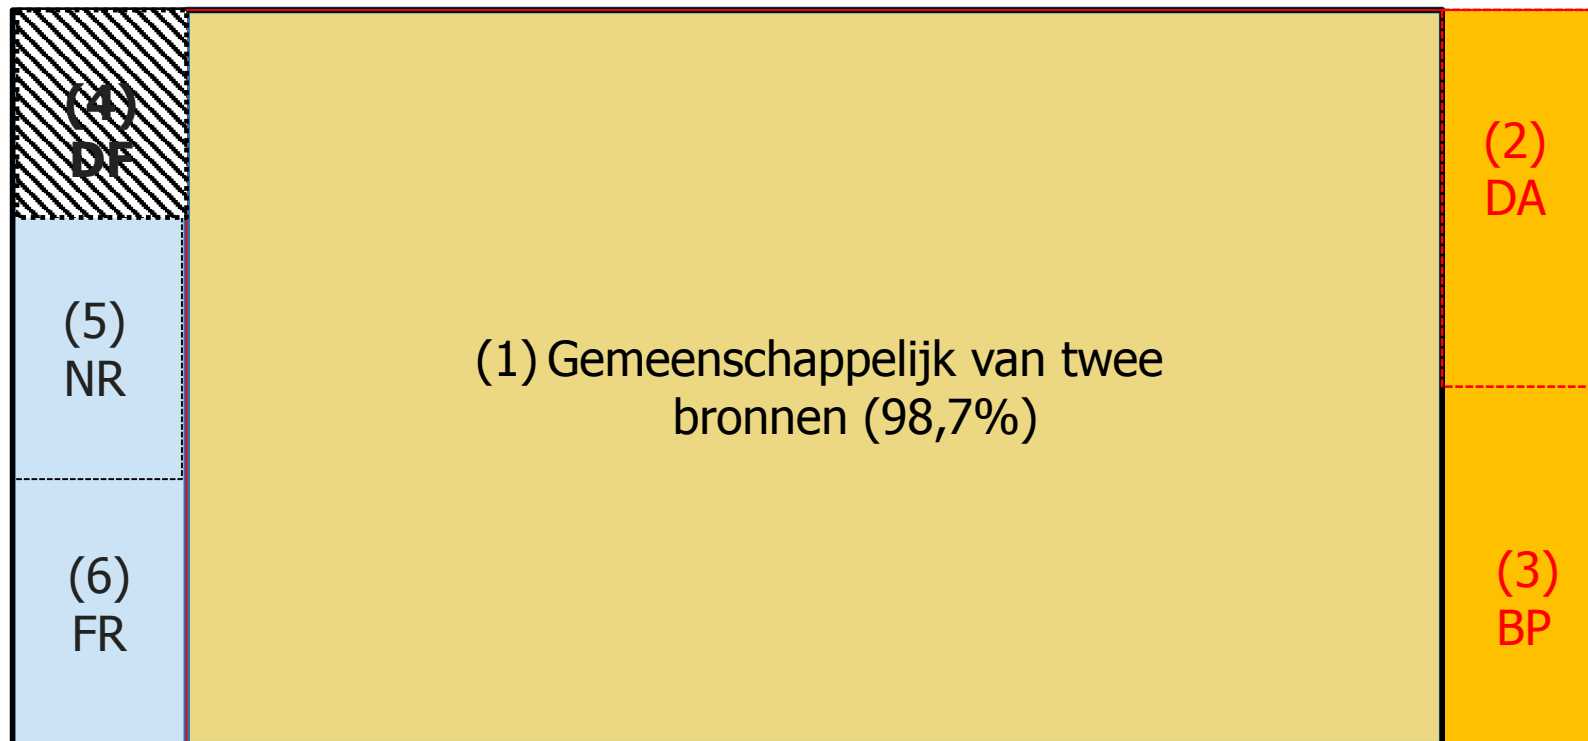 (4)
DF
(5)
NR
(6)
FR
(1) Gemeenschappelijk van twee
bronnen (98,7%)
(2)
DA
(3)
BP